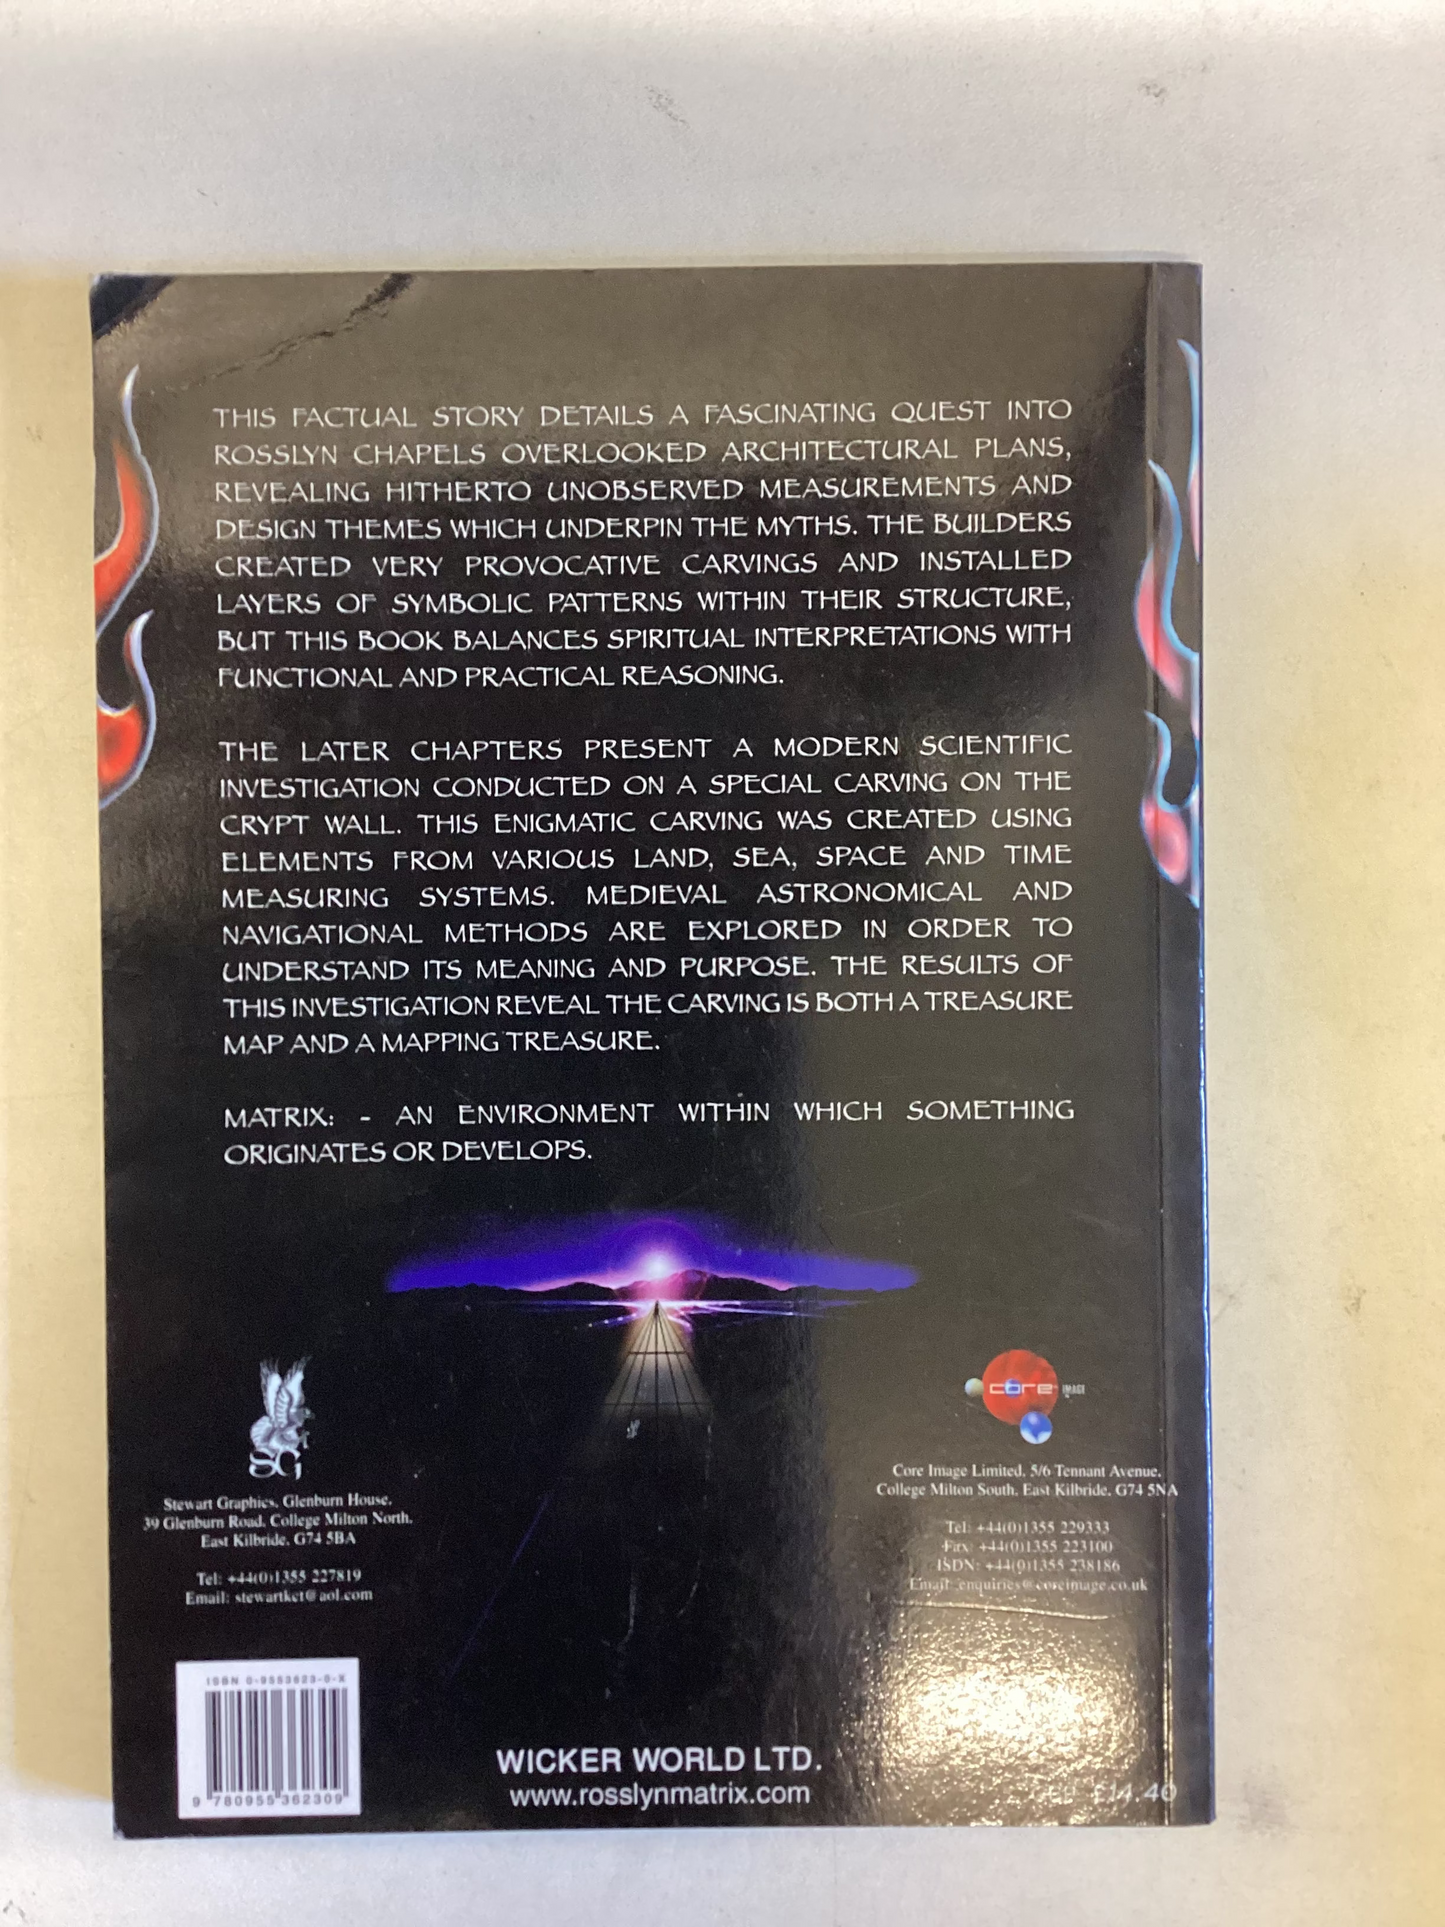 THIS FACTUAL STORY DETAILS A FASCINATING QUEST INTO
ROSSLYN CHAPELS OVERLOOKED ARCHITECTURAL PLANS,
REVEALING HITHERTO UNOBSERVED MEASUREMENTS AND
DESIGN THEMES WHICH UNDERPIN THE MYTHS. THE BUILDERS
CREATED VERY PROVOCATIVE CARVINGS AND INSTALLED
LAYERS OF SYMBOLIC PATTERNS WITHIN THEIR STRUCTURE,
BUT THIS BOOK BALANCES SPIRITUAL INTERPRETATIONS WITH
FUNCTIONAL AND PRACTICAL REASONING.
THE LATER CHAPTERS PRESENT A MODERN SCIENTIFIC
INVESTIGATION CONDUCTED ON A SPECIAL CARVING ON THE
CRYPT WALL. THIS ENIGMATIC CARVING WAS CREATED USING
ELEMENTS FROM VARIOUS LAND, SEA, SPACE AND TIME
MEASURING SYSTEMS. MEDIEVAL ASTRONOMICAL AND
NAVIGATIONAL METHODS ARE EXPLORED IN ORDER TO
UNDERSTAND ITS MEANING AND PURPOSE. THE RESULTS OF
THIS INVESTIGATION REVEAL THE CARVING IS BOTH A TREASURE
MAP AND A MAPPING TREASURE.
MATRIX: - AN ENVIRONMENT WITHIN WHICH SOMETHING
ORIGINATES OR DEVELOPS.
SG
Stewart Graphics, Glenburn House,
39 Glenburn Road, College Milton North,
East Kilbride, G74 5BA
Tel: +44(0)1355 227819
Email: stewartket@aol.com
core IMAGE
Core Image Limited, 5/6 Tennant Avenue,
College Milton South, East Kilbride, G74 5NA
Tel: +44(0)1355 229333
Fax: +44(0)1355 223100
ISDN: +44(0)1355 238186
Email: enquiries@coreimage.co.uk
ISBN 0-9553623-0-X
9 780955 362309
WICKER WORLD LTD.
www.rosslynmatrix.com
£14.40